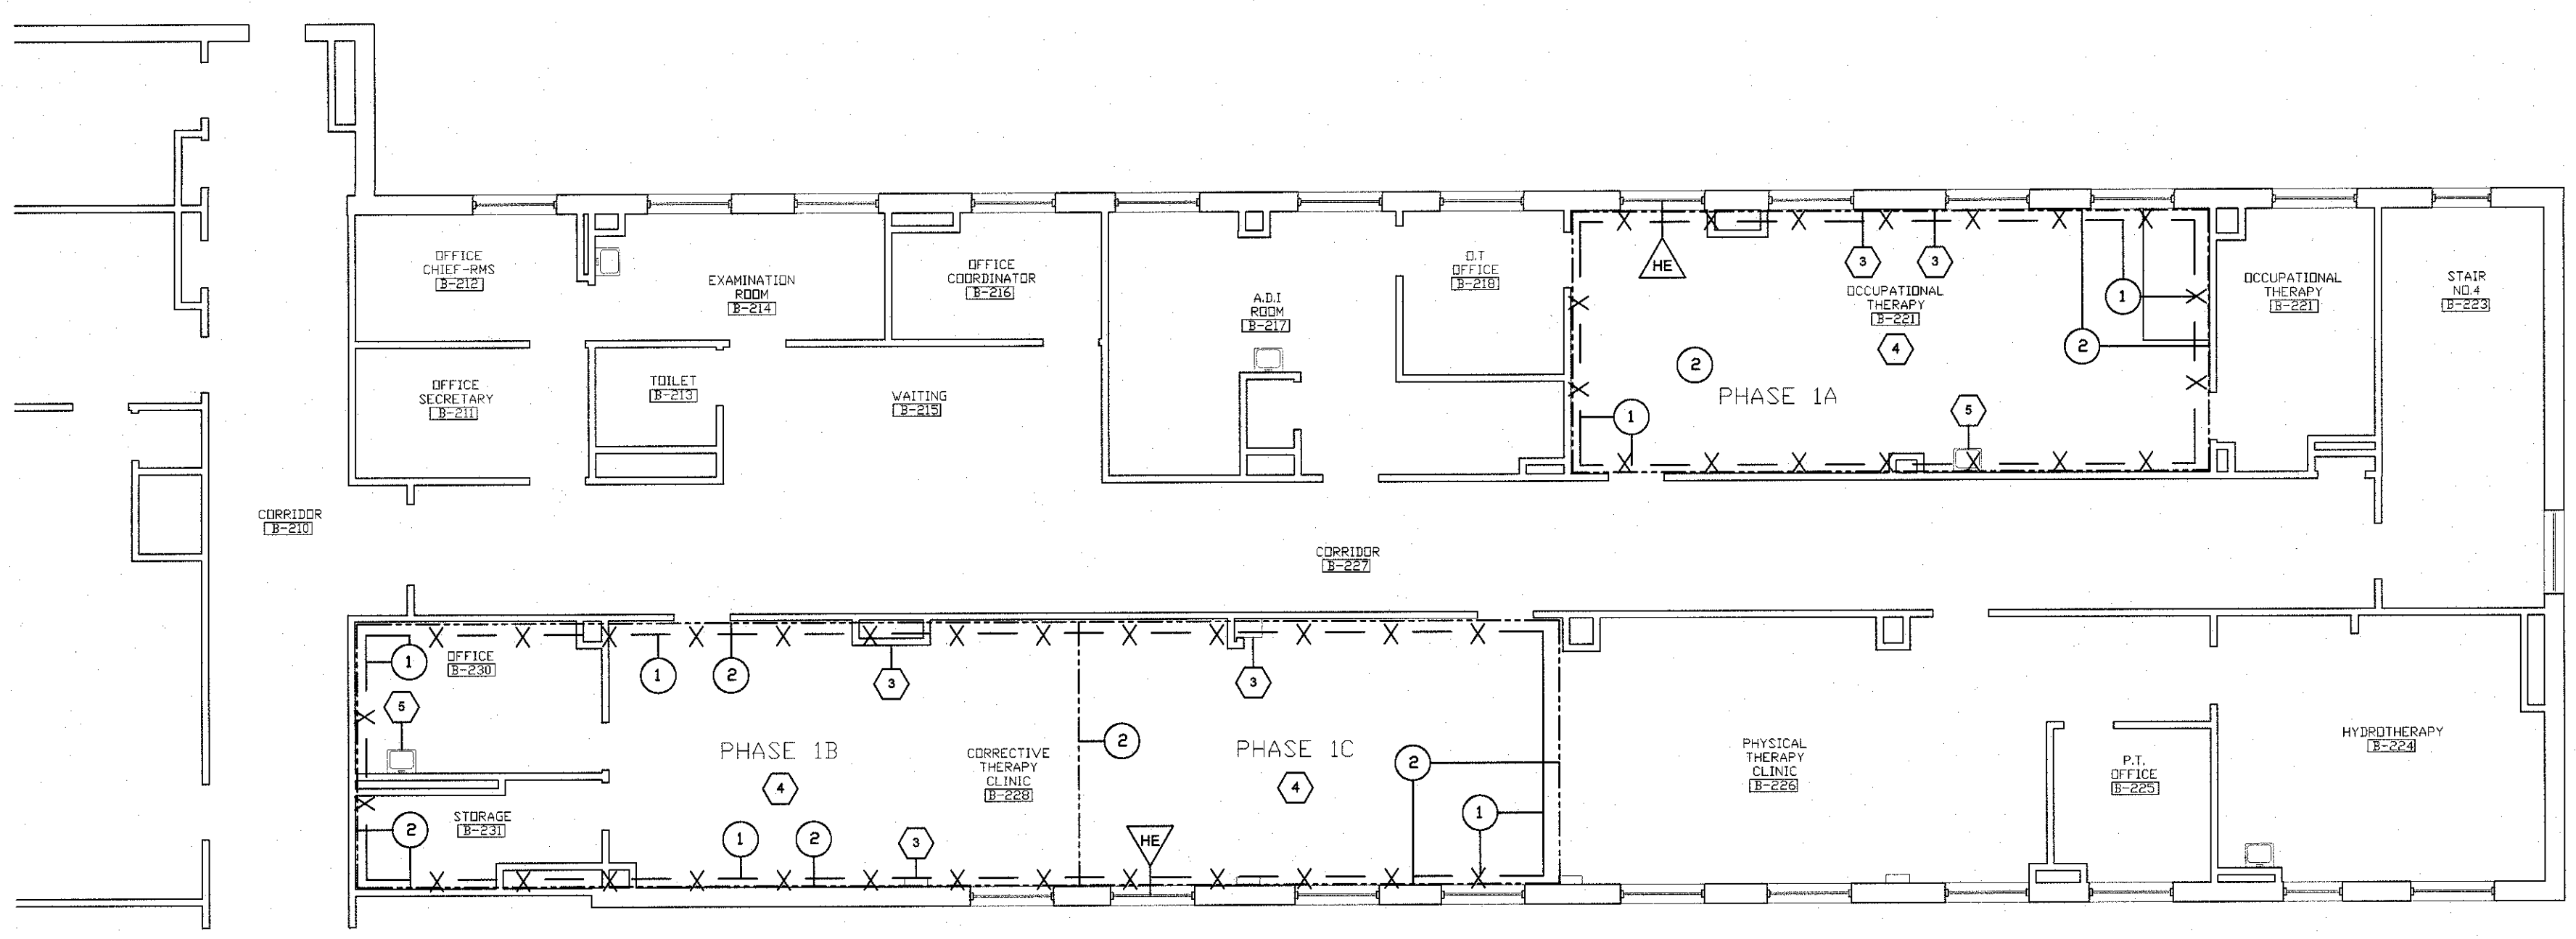 OFFICE
CHIEF-RMS
B-212
EXAMINATION
ROOM
B-214
OFFICE
COORDINATOR
B-216
A.D.I
ROOM
B-217
O.T
OFFICE
B-218
HE
3
3
OCCUPATIONAL
THERAPY
B-221
4
1
2
2
PHASE 1A
1
5
OCCUPATIONAL
THERAPY
B-221
STAIR
NO.4
B-223
OFFICE
SECRETARY
B-211
TOILET
B-213
WAITING
B-215
CORRIDOR
B-210
CORRIDOR
B-227
1
OFFICE
B-230
5
1
2
3
3
PHASE 1B
4
CORRECTIVE
THERAPY
CLINIC
B-228
2
PHASE 1C
4
2
1
STORAGE
B-231
2
1
2
3
HE
PHYSICAL
THERAPY
CLINIC
B-226
P.T.
OFFICE
B-225
HYDROTHERAPY
B-224